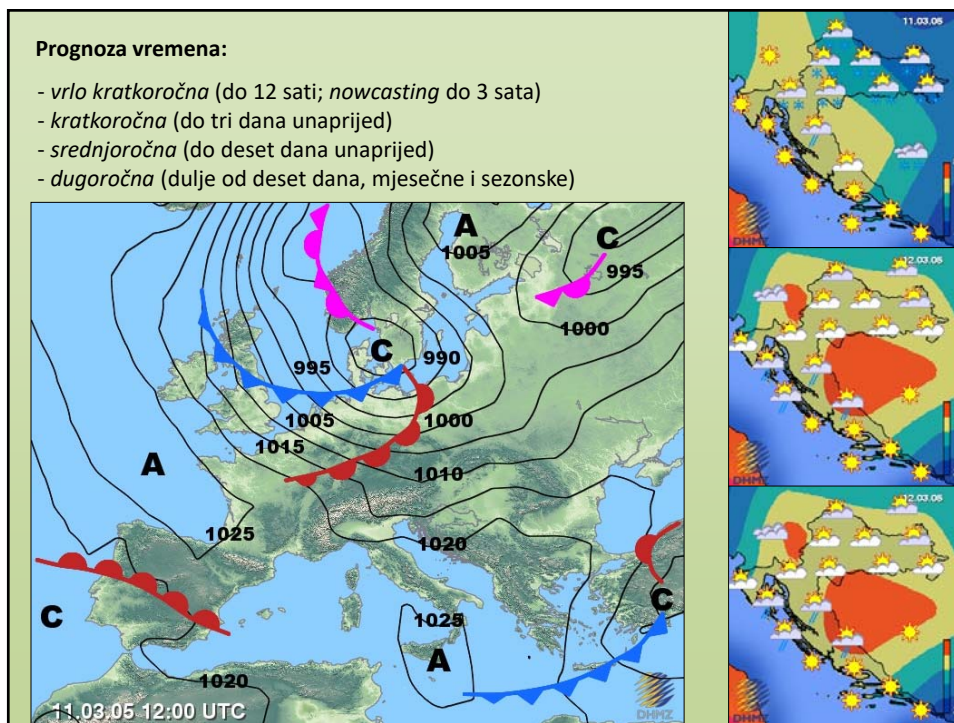 Prognoza vremena:
- vrlo kratkoročna (do 12 sati; nowcasting do 3 sata)
- kratkoročna (do tri dana unaprijed)
- srednjoročna (do deset dana unaprijed)
- dugoročna (dulje od deset dana, mjesečne i sezonske)
A
1005
C
995
1000
C
990
995
1005
1000
1015
1010
A
1025
1020
C
C
1025
A
1020
11.03.05 12:00 UTC
DHMZ
11.03.05
DHMZ
12.03.05
DHMZ
12.03.05
DHMZ